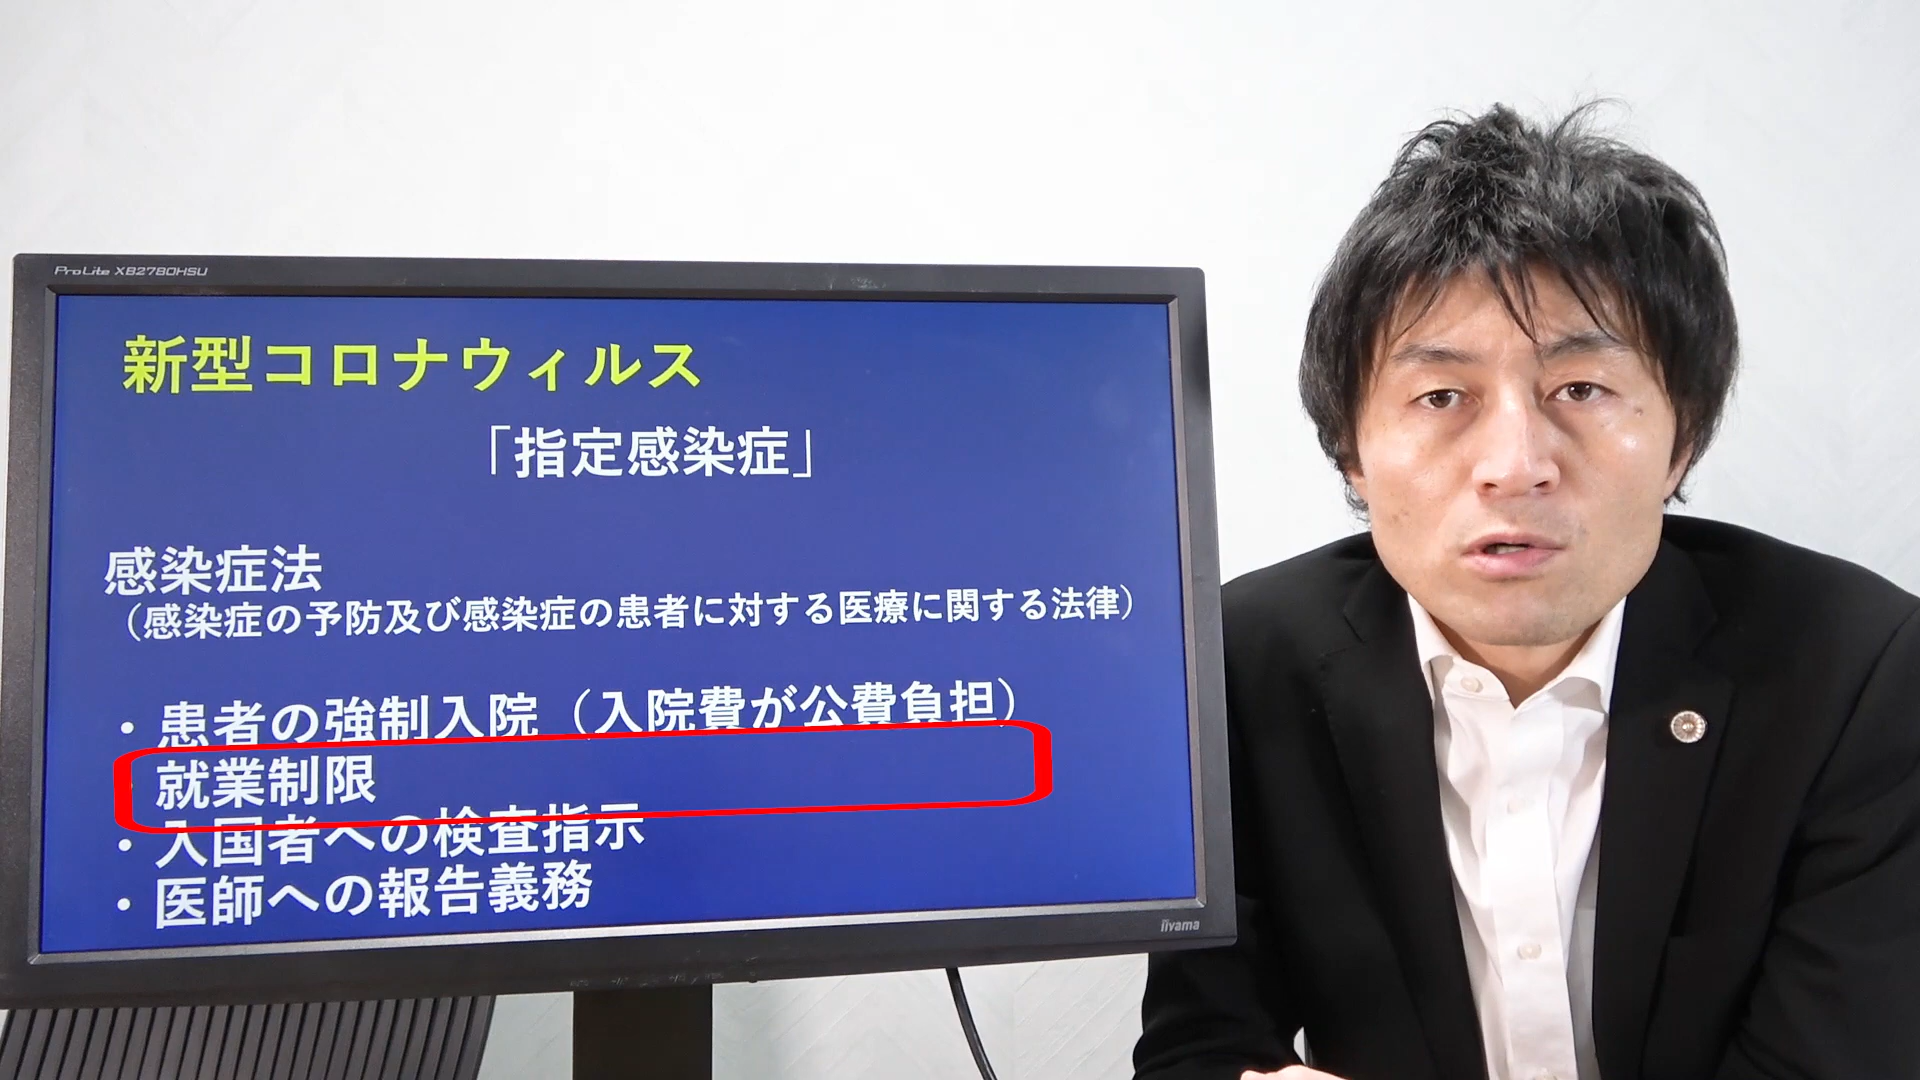 ProLite XB2780HSU
新型コロナウィルス
「指定感染症」
感染症法
（感染症の予防及び感染症の患者に対する医療に関する法律）
・患者の強制入院（入院費が公費負担）
・就業制限
・入国者への検査指示
・医師への報告義務
iiyama